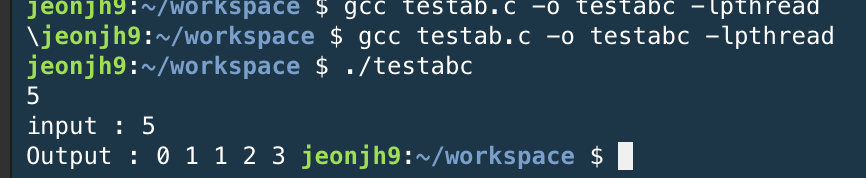 jeonjh9:~/workspace $ gcc testab.c -o testabc -lpthread
\jeonjh9:~/workspace $ gcc testab.c -o testabc -lpthread
jeonjh9:~/workspace $ ./testabc
5
input : 5
Output : 0 1 1 2 3 jeonjh9:~/workspace $